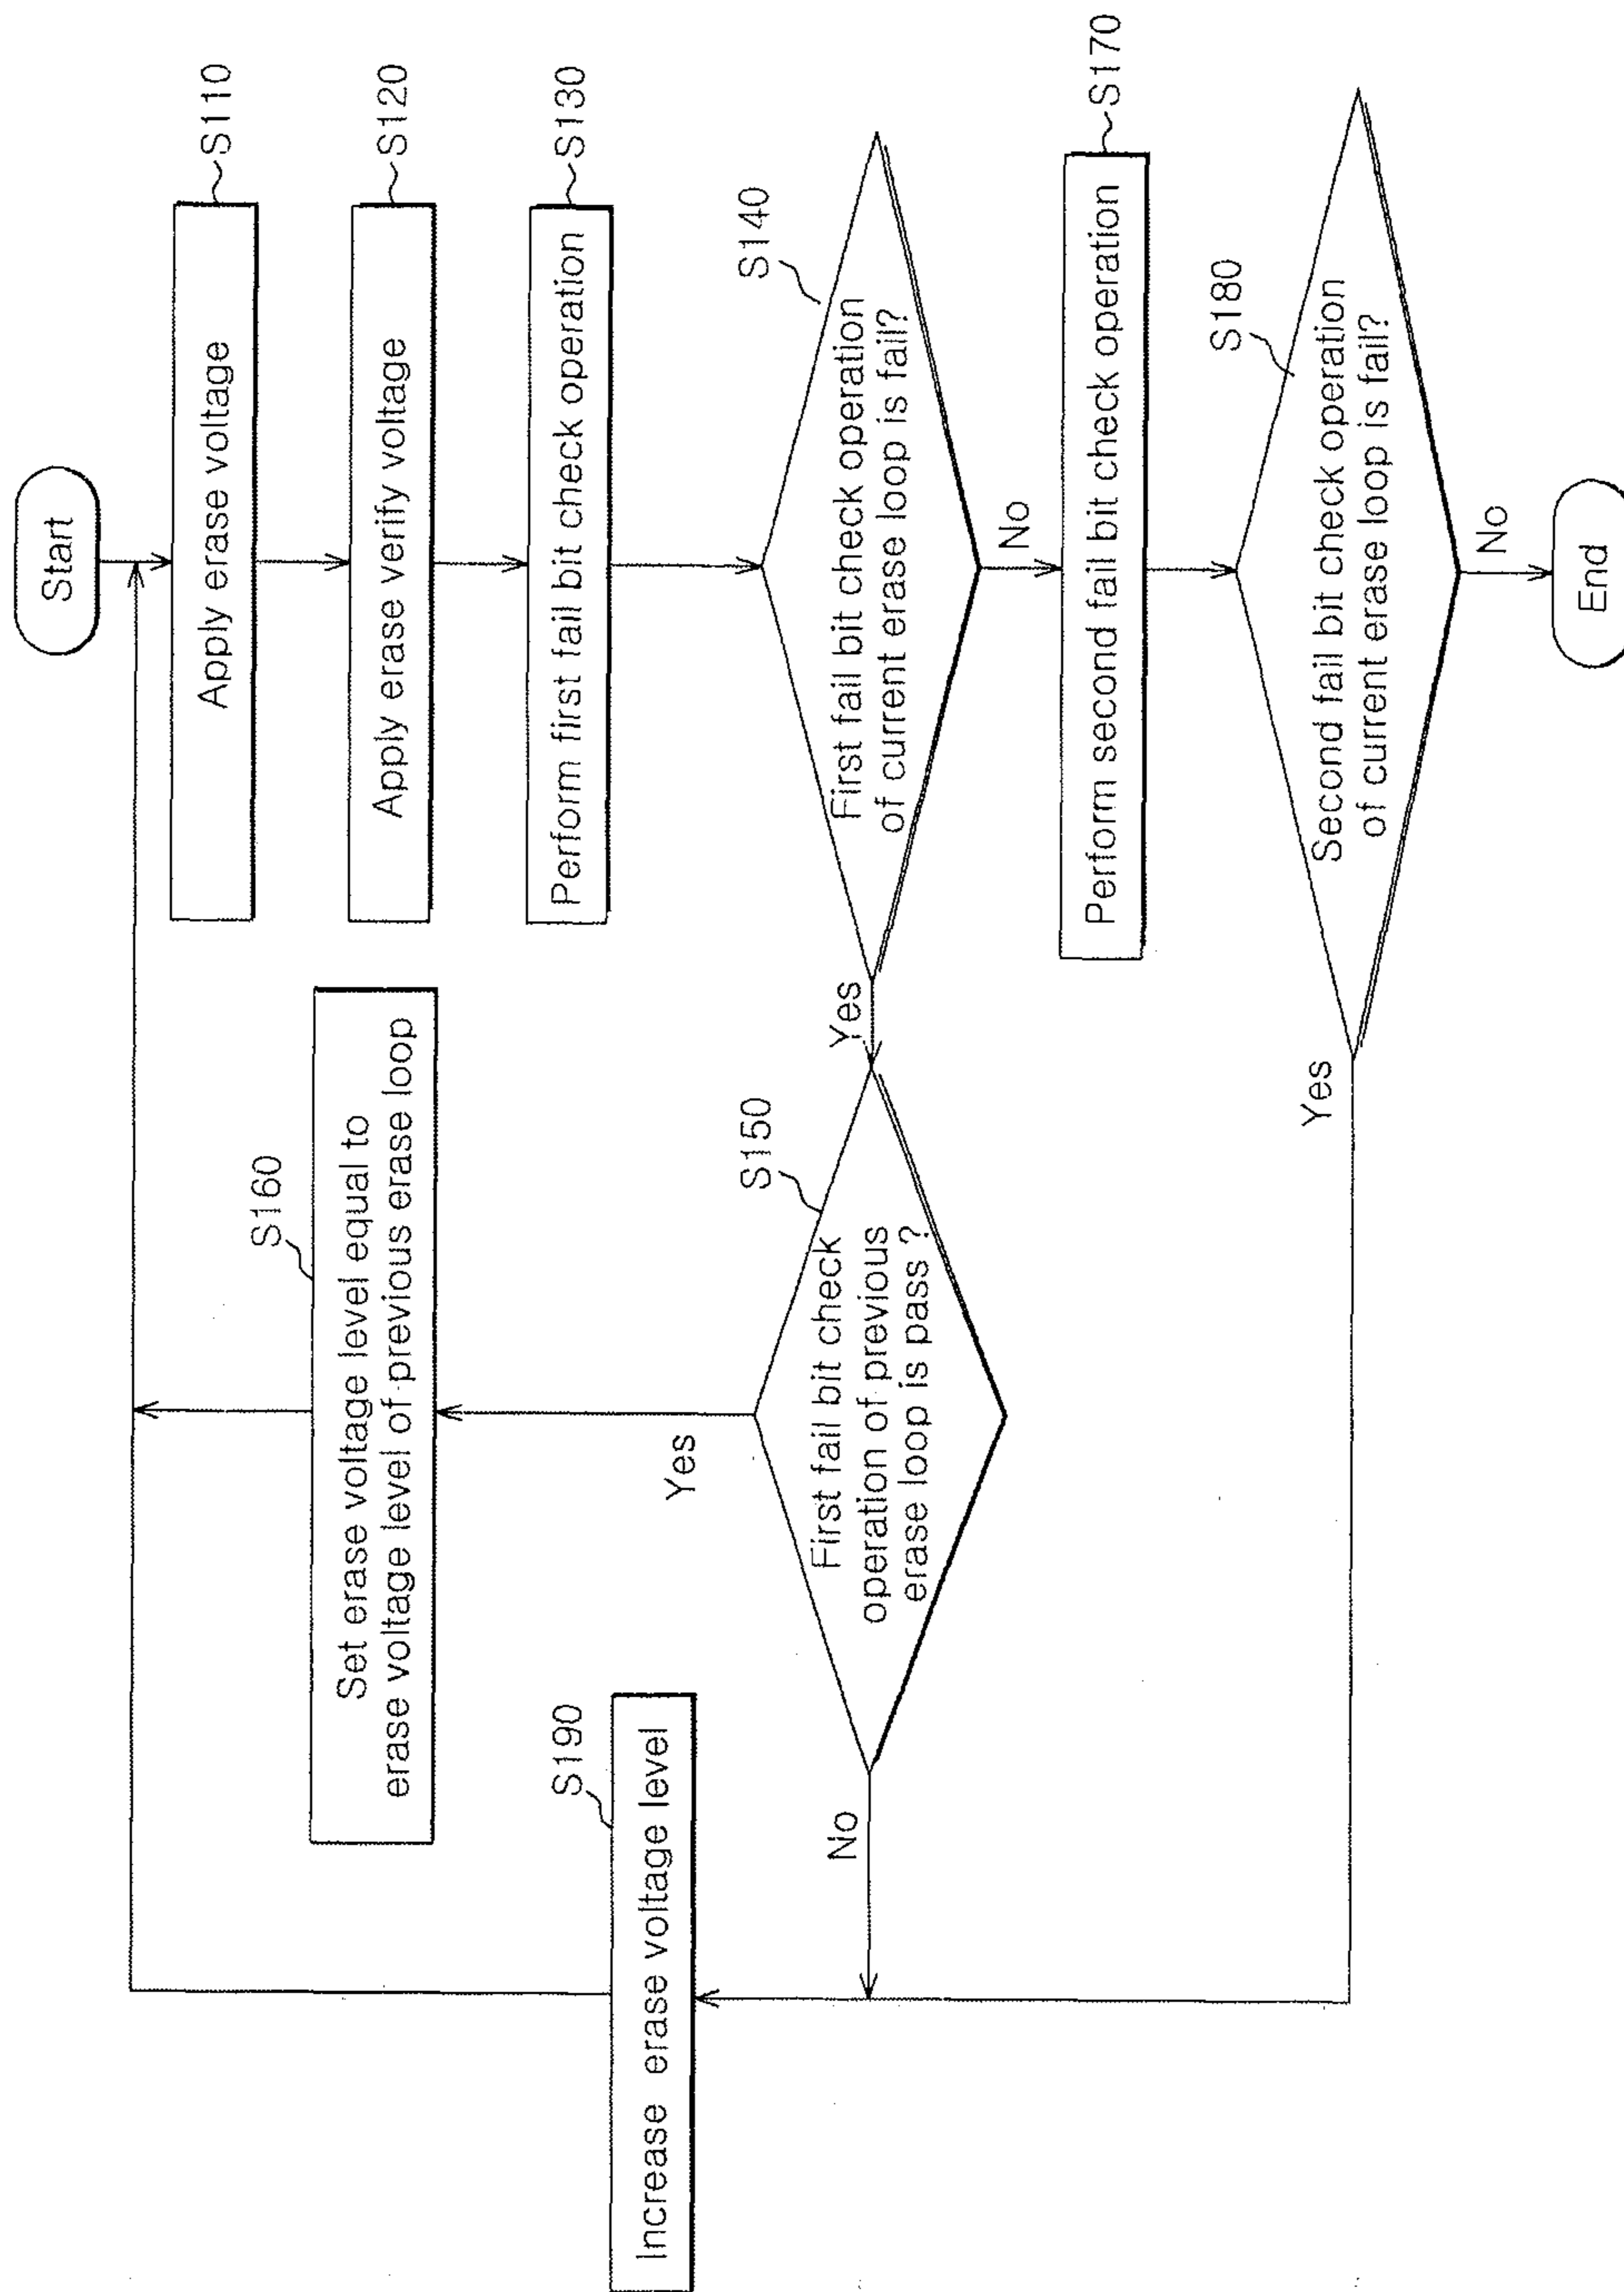 Start
Apply erase voltage
S110
Apply erase verify voltage
S120
Perform first fail bit check operation
S130
S140
First fail bit check operation
of current erase loop is fail?
Yes
No
S150
First fail bit check
operation of previous
erase loop is pass ?
Yes
No
S160
Set erase voltage level equal to
erase voltage level of previous erase loop
Perform second fail bit check operation
S170
S180
Second fail bit check operation
of current erase loop is fail?
Yes
No
S190
Increase erase voltage level
End